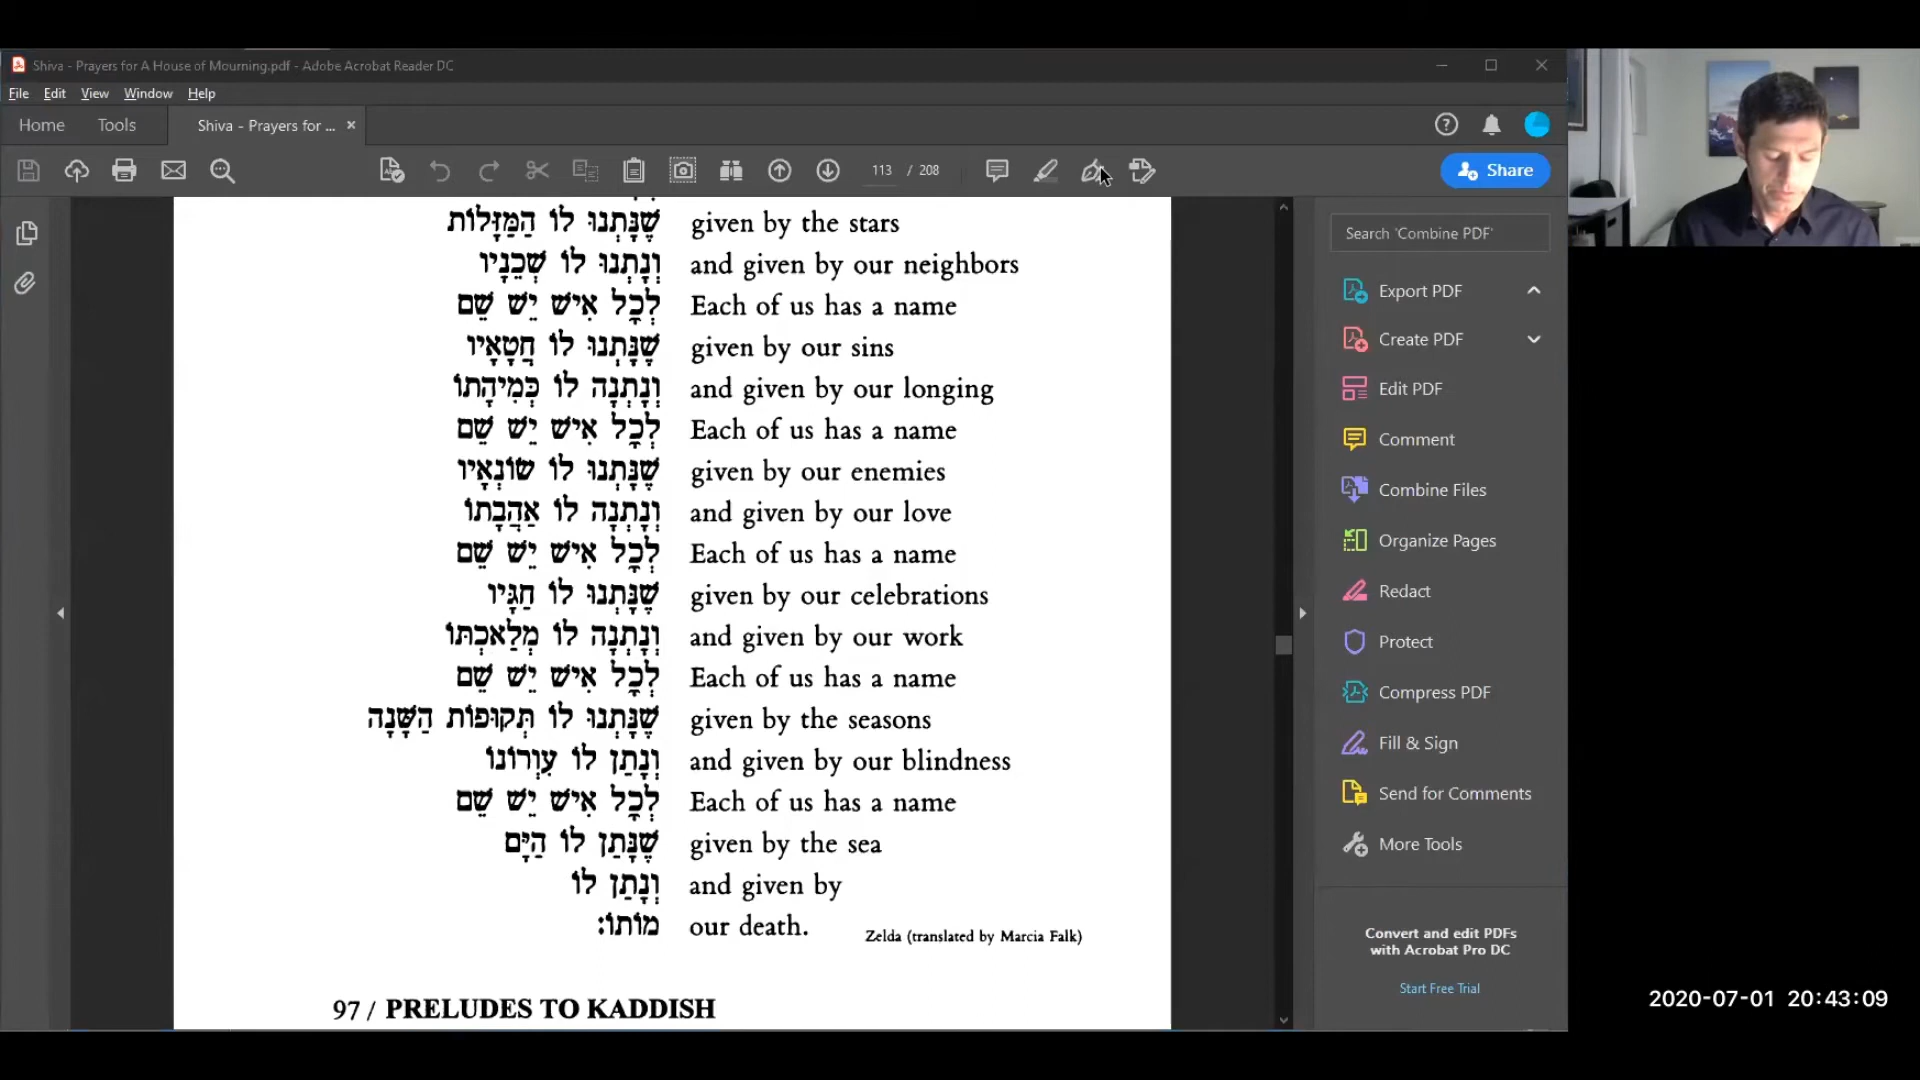 Shiva - Prayers for A House of Mourning.pdf - Adobe Acrobat Reader DC
File Edit View Window Help
Home Tools Shiva - Prayers for ... ×
113 / 208
Share
שֶׁנָּתְנוּ לוֹ הַמַּזָּלוֹת given by the stars
וְנָתְנוּ לוֹ שְׁכֵנָיו and given by our neighbors
לְכָל אִישׁ יֵשׁ שֵׁם Each of us has a name
שֶׁנָּתְנוּ לוֹ חֲטָאָיו given by our sins
וְנָתְנָה לוֹ כְּמִיהָתוֹ and given by our longing
לְכָל אִישׁ יֵשׁ שֵׁם Each of us has a name
שֶׁנָּתְנוּ לוֹ שׂוֹנְאָיו given by our enemies
וְנָתְנָה לוֹ אַהֲבָתוֹ and given by our love
לְכָל אִישׁ יֵשׁ שֵׁם Each of us has a name
שֶׁנָּתְנוּ לוֹ חַגָּיו given by our celebrations
וְנָתְנָה לוֹ מְלַאכְתּוֹ and given by our work
לְכָל אִישׁ יֵשׁ שֵׁם Each of us has a name
שֶׁנָּתְנוּ לוֹ תְּקוּפוֹת הַשָּׁנָה given by the seasons
וְנָתַן לוֹ עִוְרוֹנוֹ and given by our blindness
לְכָל אִישׁ יֵשׁ שֵׁם Each of us has a name
שֶׁנָּתַן לוֹ הַיָּם given by the sea
וְנָתַן לוֹ and given by
מוֹתוֹ: our death.
Zelda (translated by Marcia Falk)
97 / PRELUDES TO KADDISH
Search 'Combine PDF'
Export PDF
Create PDF
Edit PDF
Comment
Combine Files
Organize Pages
Redact
Protect
Compress PDF
Fill & Sign
Send for Comments
More Tools
Convert and edit PDFs
with Acrobat Pro DC
Start Free Trial
2020-07-01 20:43:09